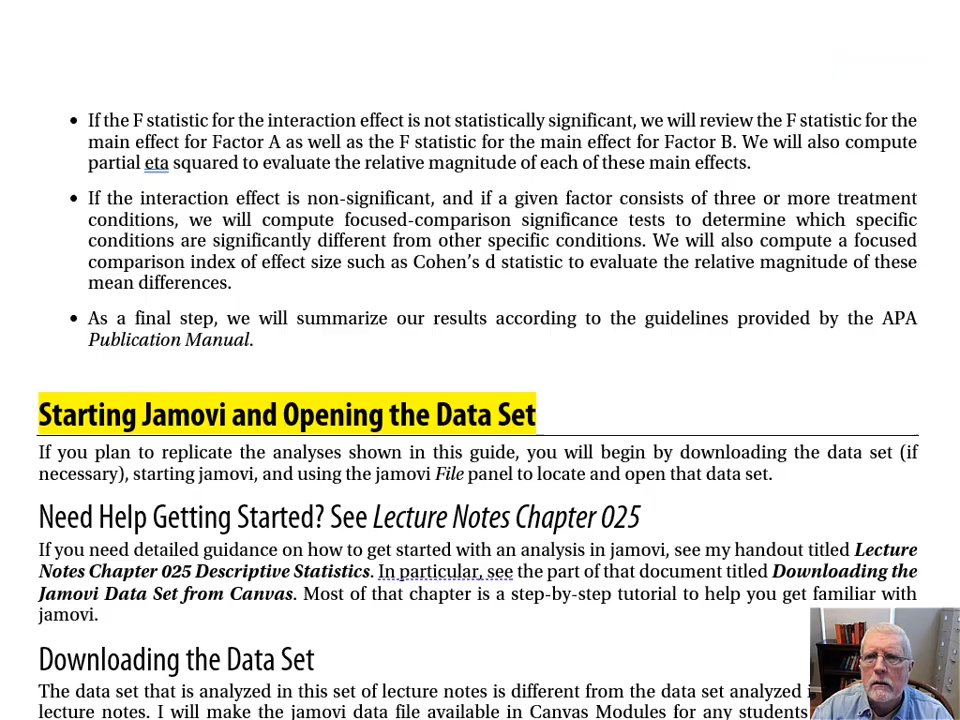 • If the F statistic for the interaction effect is not statistically significant, we will review the F statistic for the
main effect for Factor A as well as the F statistic for the main effect for Factor B. We will also compute
partial eta squared to evaluate the relative magnitude of each of these main effects.
• If the interaction effect is non-significant, and if a given factor consists of three or more treatment
conditions, we will compute focused-comparison significance tests to determine which specific
conditions are significantly different from other specific conditions. We will also compute a focused
comparison index of effect size such as Cohen's d statistic to evaluate the relative magnitude of these
mean differences.
• As a final step, we will summarize our results according to the guidelines provided by the APA
Publication Manual.
Starting Jamovi and Opening the Data Set
If you plan to replicate the analyses shown in this guide, you will begin by downloading the data set (if
necessary), starting jamovi, and using the jamovi File panel to locate and open that data set.
Need Help Getting Started? See Lecture Notes Chapter 025
If you need detailed guidance on how to get started with an analysis in jamovi, see my handout titled Lecture
Notes Chapter 025 Descriptive Statistics. In particular, see the part of that document titled Downloading the
Jamovi Data Set from Canvas. Most of that chapter is a step-by-step tutorial to help you get familiar with
jamovi.
Downloading the Data Set
The data set that is analyzed in this set of lecture notes is different from the data set analyzed
lecture notes. I will make the jamovi data file available in Canvas Modules for any students